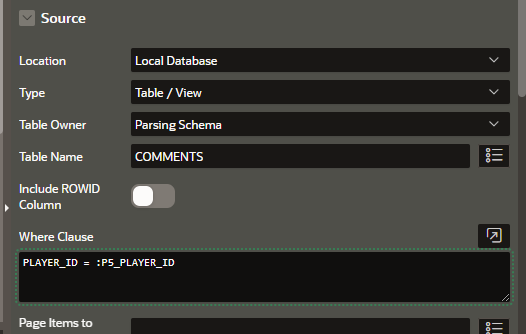 Source
Location Local Database
Type Table / View
Table Owner Parsing Schema
Table Name COMMENTS
Include ROWID
Column
Where Clause
PLAYER_ID = :P5_PLAYER_ID
Page Items to